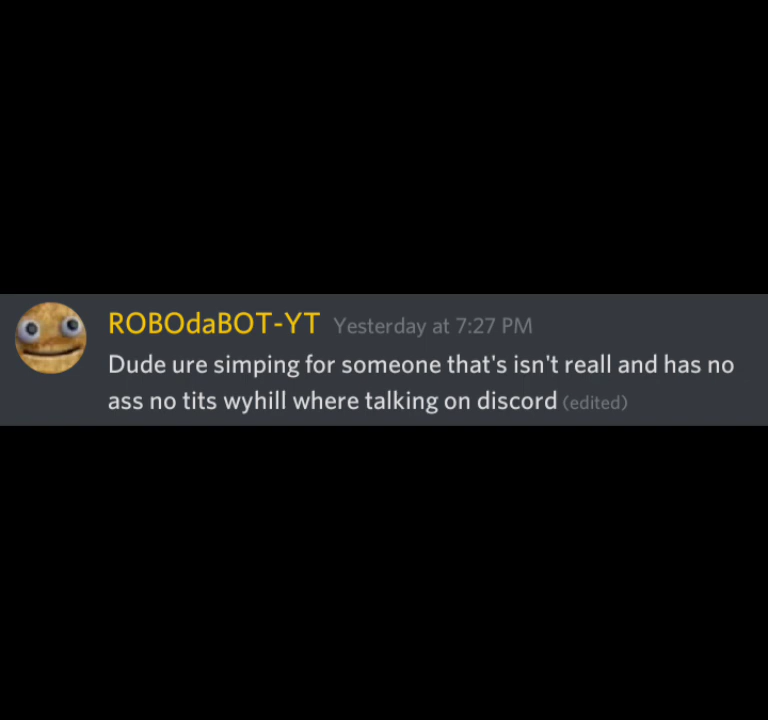 ROBOdaBOT-YT Yesterday at 7:27 PM
Dude ure simping for someone that's isn't reall and has no
ass no tits wyhill where talking on discord (edited)